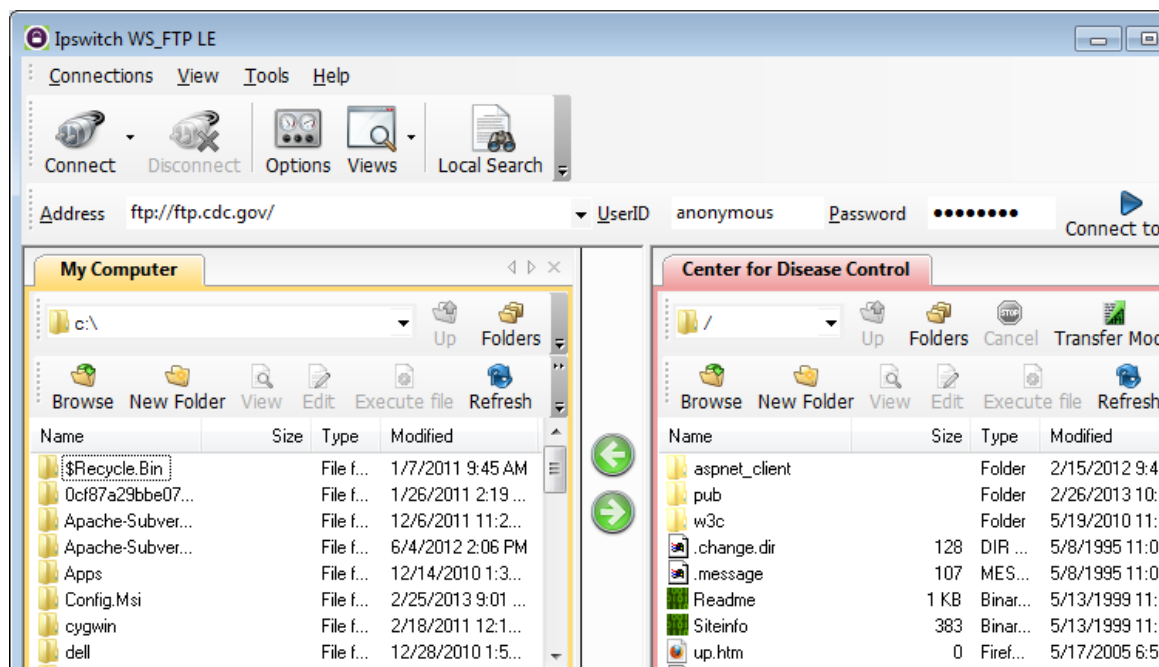 Ipswitch WS_FTP LE
Connections View Tools Help
Connect Disconnect Options Views Local Search
Address ftp://ftp.cdc.gov/ UserID anonymous Password ●●●●●●●● Connect to
My Computer
c:\ Up Folders
Browse New Folder View Edit Execute file Refresh
Name Size Type Modified
$Recycle.Bin File f... 1/7/2011 9:45 AM
0cf87a29bbe07... File f... 1/26/2011 2:19 ...
Apache-Subver... File f... 12/6/2011 11:2...
Apache-Subver... File f... 6/4/2012 2:06 PM
Apps File f... 12/14/2010 1:3...
Config.Msi File f... 2/25/2013 9:01 ...
cygwin File f... 2/18/2011 12:1...
dell File f... 12/28/2010 1:5...
Center for Disease Control
/ Up Folders STOP Cancel Transfer Mod
Browse New Folder View Edit Execute file Refresh
Name Size Type Modified
aspnet_client Folder 2/15/2012 9:4
pub Folder 2/26/2013 10:
w3c Folder 5/19/2010 11:
.change.dir 128 DIR ... 5/8/1995 11:0
.message 107 MES... 5/8/1995 11:0
Readme 1 KB Binar... 5/13/1999 11:
Siteinfo 383 Binar... 5/13/1999 11:
up.htm 0 Firef... 5/17/2005 6:5